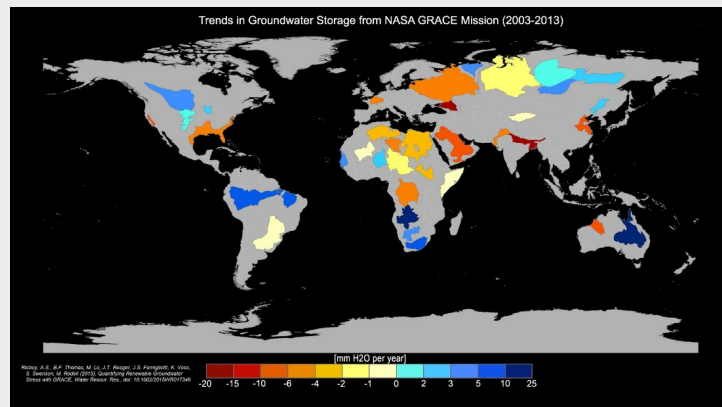 Trends in Groundwater Storage from NASA GRACE Mission (2003-2013)
[mm H2O per year]
Richey, A.S., B.F. Thomas, M. Lo, J.T. Reager, J.S. Famiglietti, K. Voss,
S. Swenson, M. Rodell (2015), Quantifying Renewable Groundwater
Stress with GRACE, Water Resour. Res., doi: 10.1002/2015WR017349
-20 -15 -10 -6 -4 -2 -1 0 2 3 5 10 25